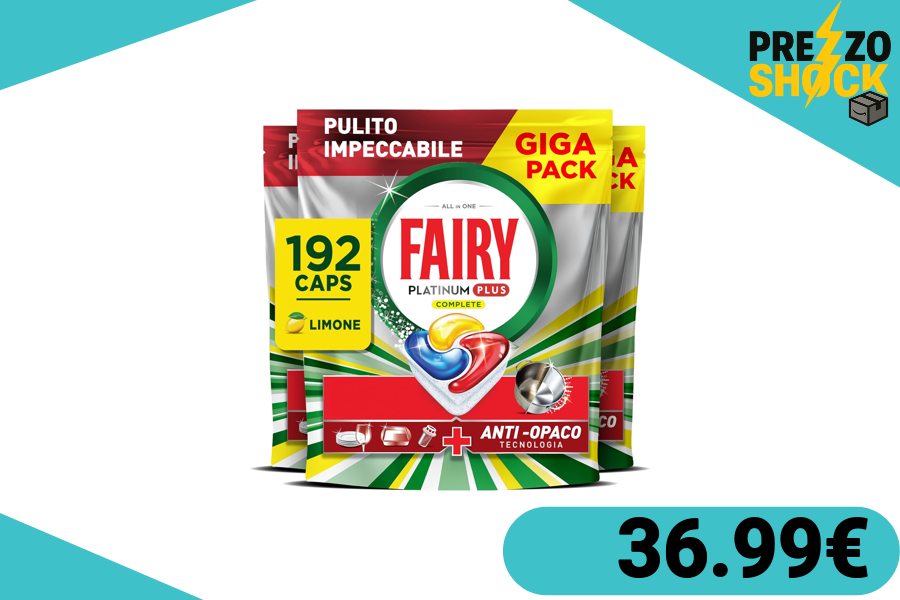 PREZZO
SHOCK
PULITO
IMPECCABILE
GIGA
PACK
ALL in ONE
FAIRY
PLATINUM PLUS
COMPLETE
192
CAPS
LIMONE
ANTI-OPACO
TECNOLOGIA
36.99€